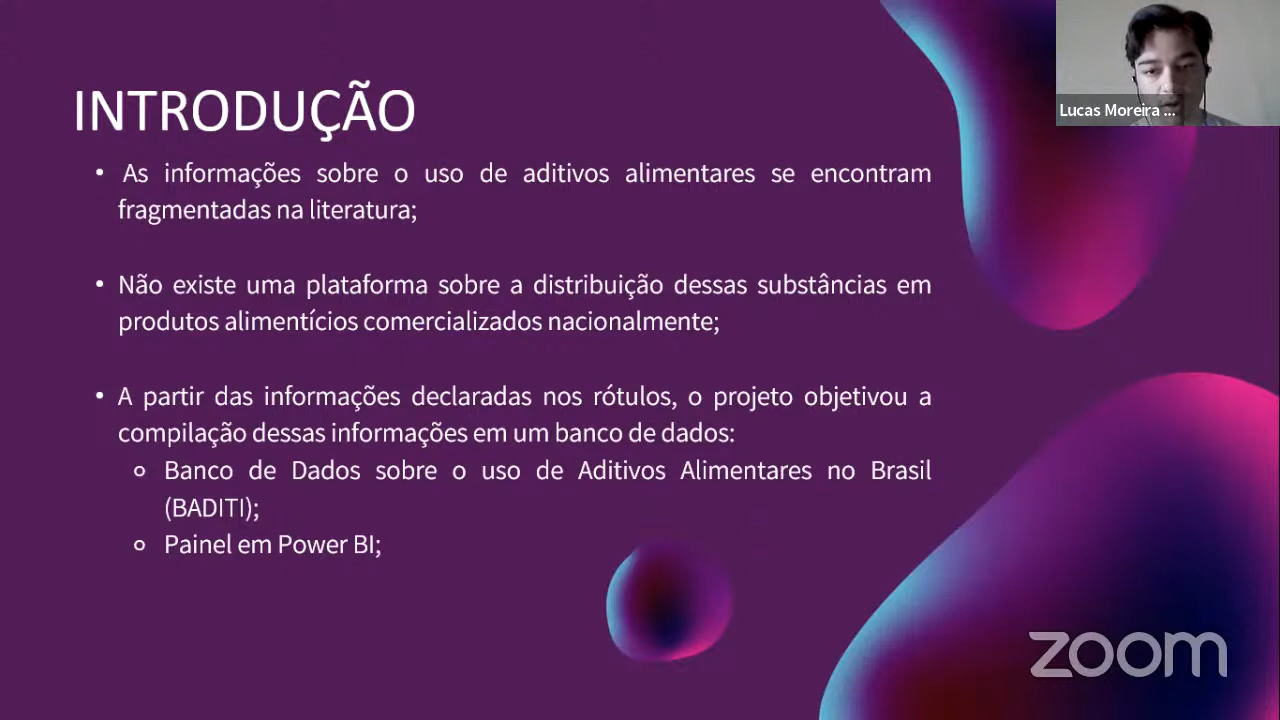 INTRODUÇÃO
• As informações sobre o uso de aditivos alimentares se encontram
fragmentadas na literatura;
• Não existe uma plataforma sobre a distribuição dessas substâncias em
produtos alimentícios comercializados nacionalmente;
• A partir das informações declaradas nos rótulos, o projeto objetivou a
compilação dessas informações em um banco de dados:
o Banco de Dados sobre o uso de Aditivos Alimentares no Brasil
(BADITI);
o Painel em Power BI;
Lucas Moreira ...
zoom